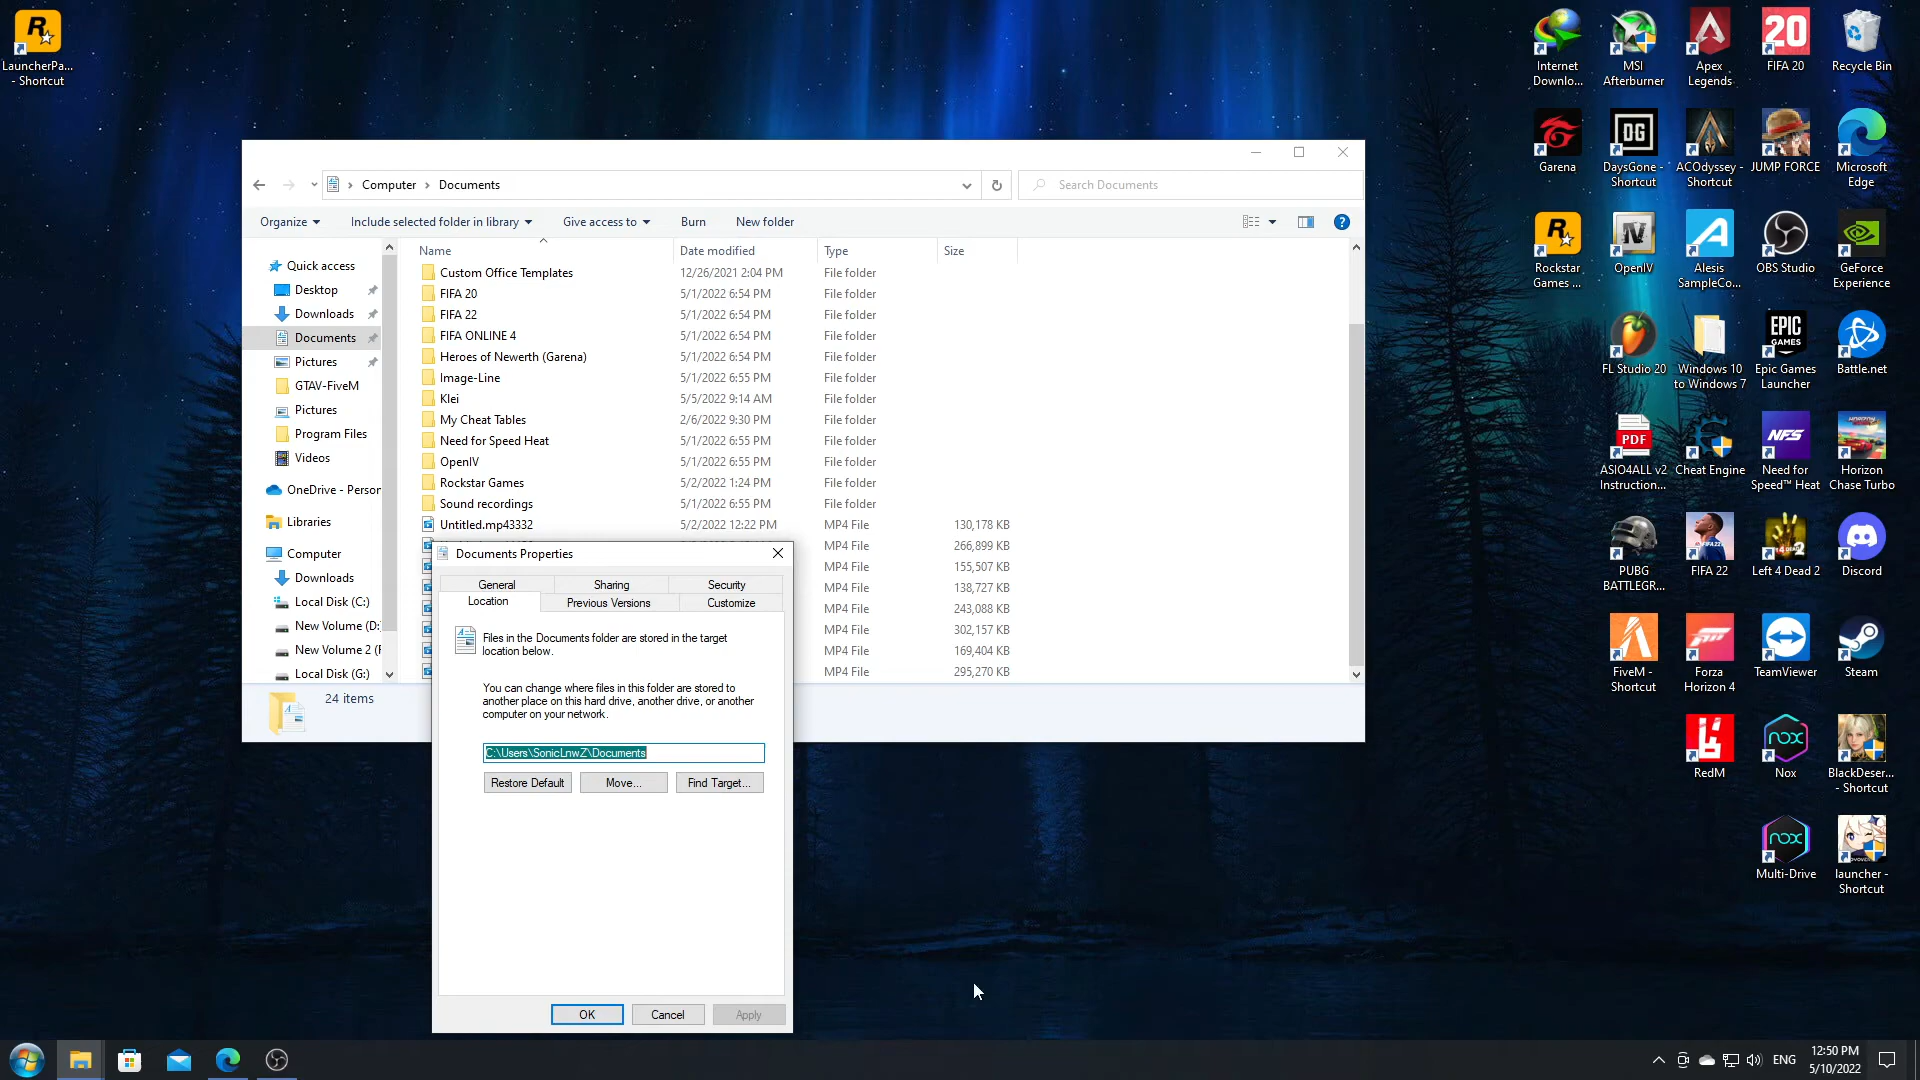 LauncherPa...
- Shortcut
Computer
Documents
Search Documents
Organize
Include selected folder in library
Give access to
Burn
New folder
Quick access
Desktop
Downloads
Documents
Pictures
GTAV-FiveM
Pictures
Program Files
Videos
OneDrive - Person
Libraries
Computer
Downloads
Local Disk (C:)
New Volume (D:
New Volume 2 (F
Local Disk (G:)
Name Date modified Type Size
Custom Office Templates 12/26/2021 2:04 PM File folder
FIFA 20 5/1/2022 6:54 PM File folder
FIFA 22 5/1/2022 6:54 PM File folder
FIFA ONLINE 4 5/1/2022 6:54 PM File folder
Heroes of Newerth (Garena) 5/1/2022 6:54 PM File folder
Image-Line 5/1/2022 6:55 PM File folder
Klei 5/5/2022 9:14 AM File folder
My Cheat Tables 2/6/2022 9:30 PM File folder
Need for Speed Heat 5/1/2022 6:55 PM File folder
OpenIV 5/1/2022 6:55 PM File folder
Rockstar Games 5/2/2022 1:24 PM File folder
Sound recordings 5/1/2022 6:55 PM File folder
Untitled.mp43332 5/2/2022 12:22 PM MP4 File 130,178 KB
MP4 File 266,899 KB
MP4 File 155,507 KB
MP4 File 138,727 KB
MP4 File 243,088 KB
MP4 File 302,157 KB
MP4 File 169,404 KB
MP4 File 295,270 KB
24 items
Documents Properties
General Sharing Security
Location Previous Versions Customize
Files in the Documents folder are stored in the target
location below.
You can change where files in this folder are stored to
another place on this hard drive, another drive, or another
computer on your network.
C:\Users\SonicLnwZ\Documents
Restore Default
Move...
Find Target...
OK
Cancel
Apply
Internet
Downlo...
MSI
Afterburner
Apex
Legends
20
FIFA 20
Recycle Bin
Garena
DG
DaysGone -
Shortcut
ACOdyssey -
Shortcut
JUMP FORCE
Microsoft
Edge
Rockstar
Games ...
OpenIV
Alesis
SampleCo...
OBS Studio
GeForce
Experience
FL Studio 20
Windows 10
to Windows 7
EPIC
GAMES
Epic Games
Launcher
Battle.net
PDF
ASIO4ALL v2
Instruction...
Cheat Engine
NFS
Need for
Speed™ Heat
Horizon
Chase Turbo
PUBG
BATTLEGR...
FIFA 22
Left 4 Dead 2
Discord
FiveM -
Shortcut
Forza
Horizon 4
TeamViewer
Steam
RedM
nox
Nox
BlackDeser...
- Shortcut
nox
Multi-Drive
launcher -
Shortcut
ENG
12:50 PM
5/10/2022